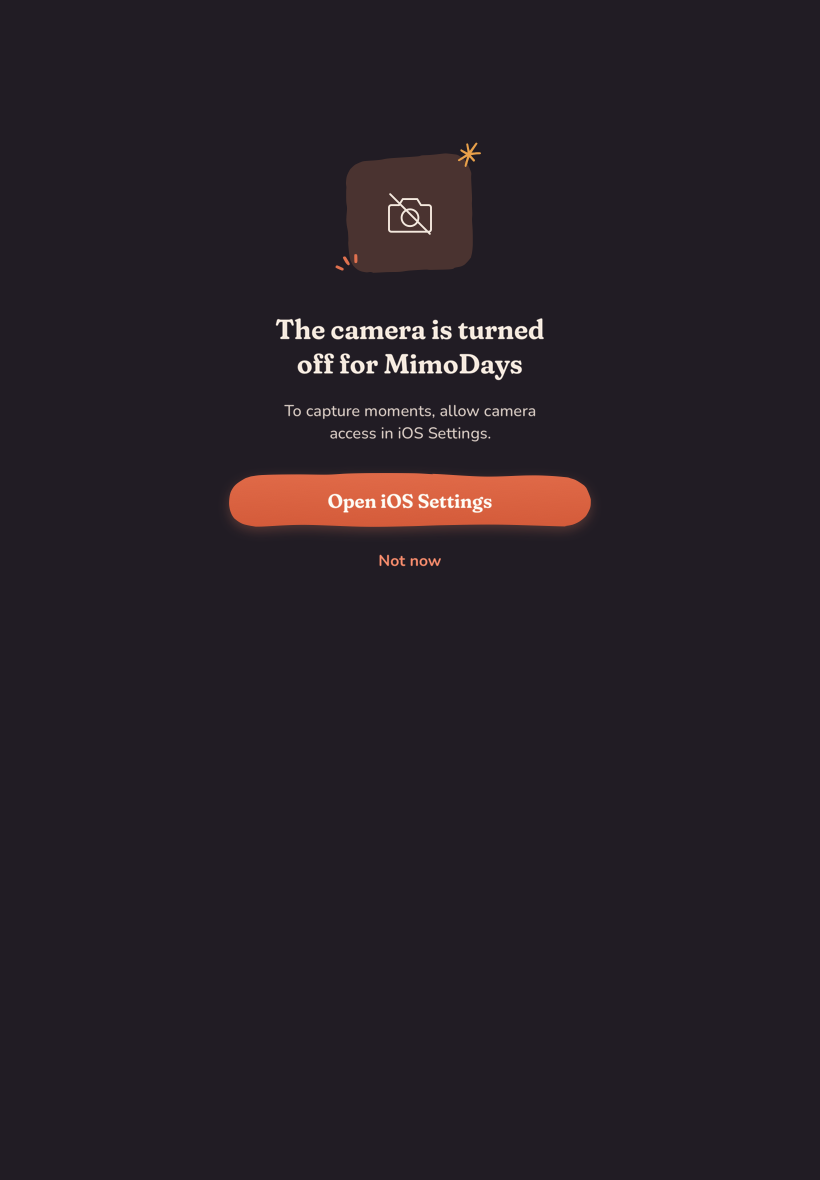 The camera is turned
off for MimoDays
To capture moments, allow camera
access in iOS Settings.
Open iOS Settings
Not now